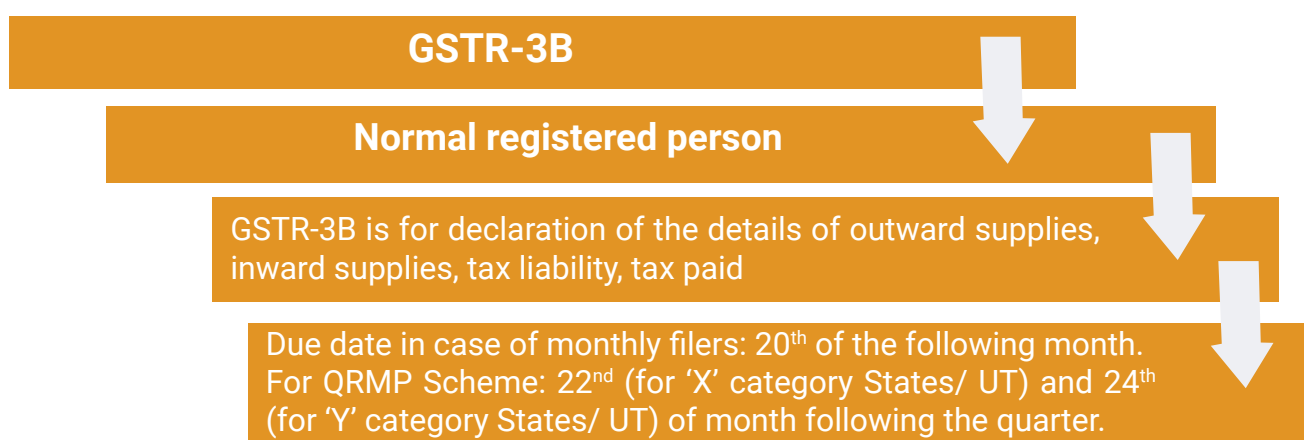 GSTR-3B
Normal registered person
GSTR-3B is for declaration of the details of outward supplies,
inward supplies, tax liability, tax paid
Due date in case of monthly filers: 20th of the following month.
For QRMP Scheme: 22nd (for ‘X’ category States/ UT) and 24th
(for ‘Y’ category States/ UT) of month following the quarter.